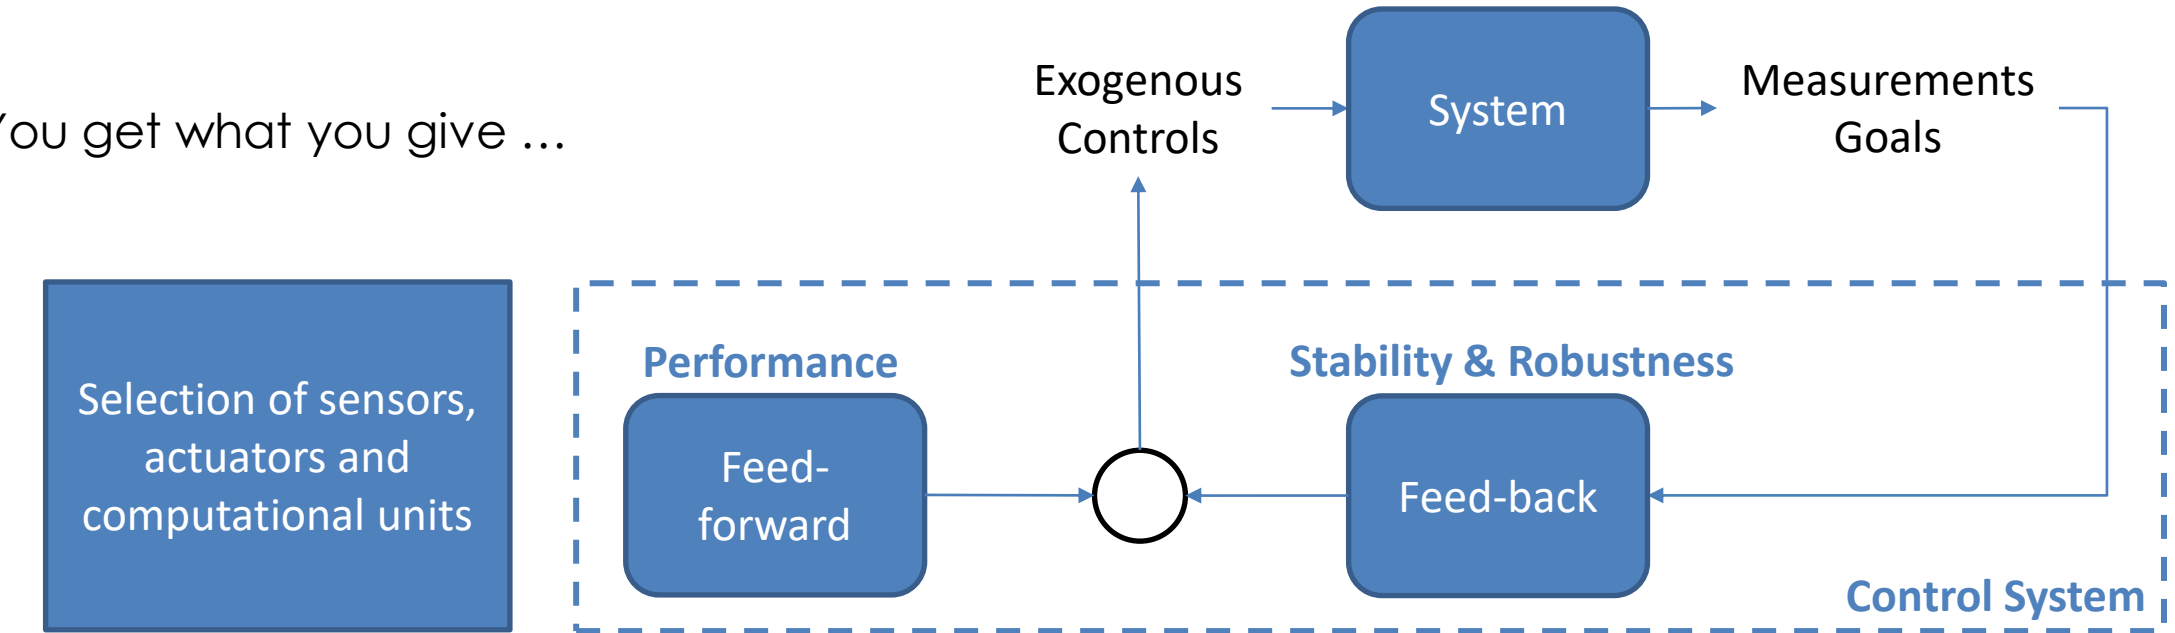 You get what you give ...
Exogenous
Controls
System
Measurements
Goals
Selection of sensors,
actuators and
computational units
Performance
Feed-
forward
Stability & Robustness
Feed-back
Control System